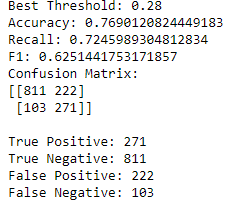 Best Threshold: 0.28
Accuracy: 0.7690120824449183
Recall: 0.7245989304812834
F1: 0.6251441753171857
Confusion Matrix:
[[811 222]
 [103 271]]

True Positive: 271
True Negative: 811
False Positive: 222
False Negative: 103